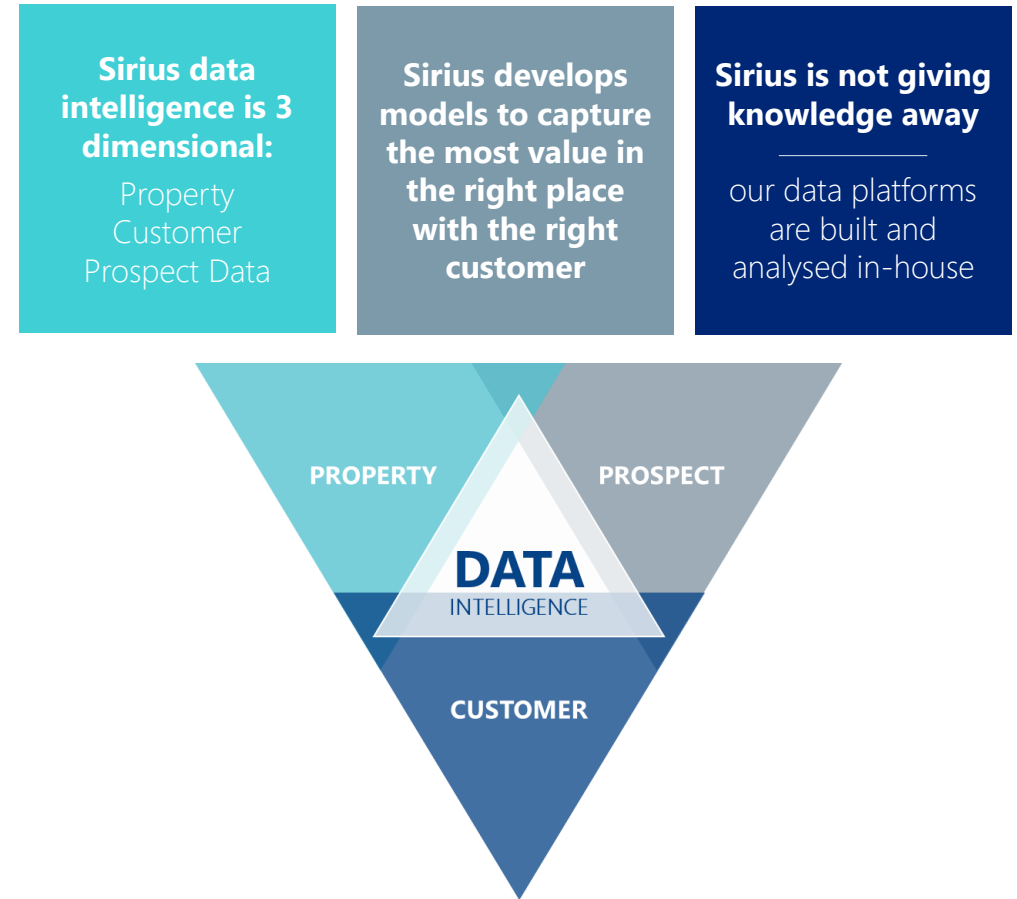 Sirius data
intelligence is 3
dimensional:
Property
Customer
Prospect Data
Sirius develops
models to capture
the most value in
the right place
with the right
customer
Sirius is not giving
knowledge away
our data platforms
are built and
analysed in-house
PROPERTY
PROSPECT
DATA
INTELLIGENCE
CUSTOMER